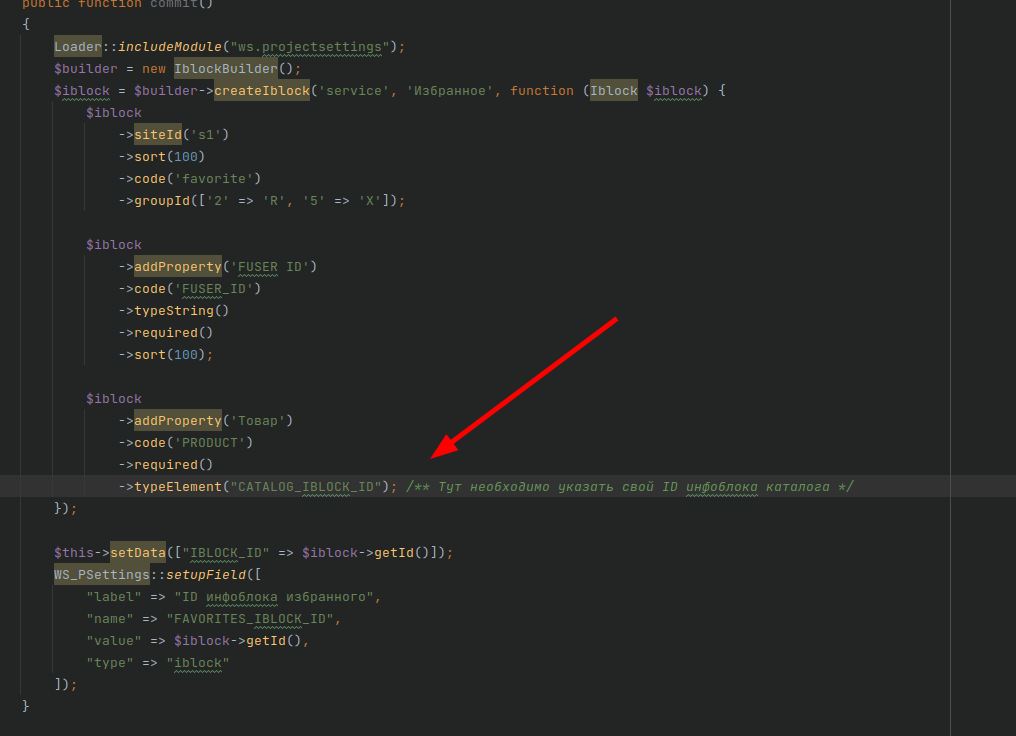 public function commit()
{
Loader::includeModule("ws.projectsettings");
$builder = new IblockBuilder();
$iblock = $builder->createIblock('service', 'Избранное', function (Iblock $iblock) {
$iblock
->siteId('s1')
->sort(100)
->code('favorite')
->groupId(['2' => 'R', '5' => 'X']);
$iblock
->addProperty('FUSER ID')
->code('FUSER_ID')
->typeString()
->required()
->sort(100);
$iblock
->addProperty('Товар')
->code('PRODUCT')
->required()
->typeElement("CATALOG_IBLOCK_ID"); /** Тут необходимо указать свой ID инфоблока каталога */
});
$this->setData(["IBLOCK_ID" => $iblock->getId()]);
WS_PSettings::setupField([
"label" => "ID инфоблока избранного",
"name" => "FAVORITES_IBLOCK_ID",
"value" => $iblock->getId(),
"type" => "iblock"
]);
}